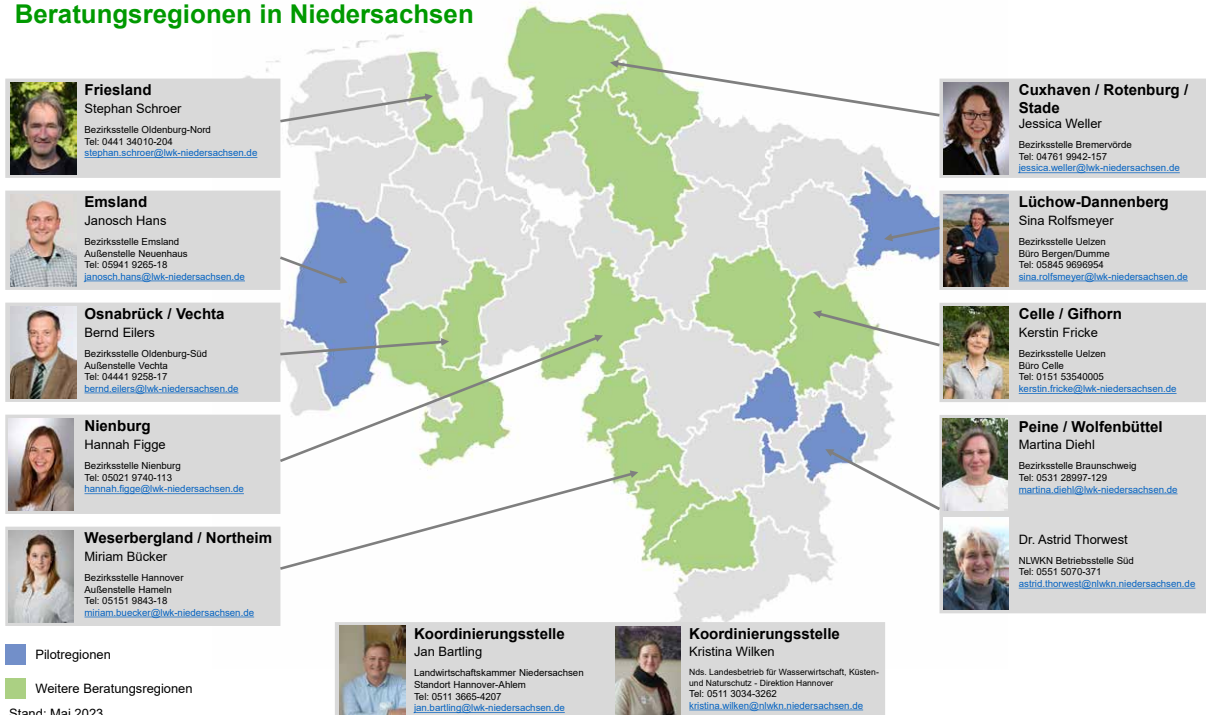 Beratungsregionen in Niedersachsen
Friesland
Stephan Schroer
Bezirksstelle Oldenburg-Nord
Tel: 0441 34010-204
stephan.schroer@lwk-niedersachsen.de
Emsland
Janosch Hans
Bezirksstelle Emsland
Außenstelle Neuenhaus
Tel: 05941 9265-18
janosch.hans@lwk-niedersachsen.de
Osnabrück / Vechta
Bernd Eilers
Bezirksstelle Oldenburg-Süd
Außenstelle Vechta
Tel: 04441 9258-17
bernd.eilers@lwk-niedersachsen.de
Nienburg
Hannah Figge
Bezirksstelle Nienburg
Tel: 05021 9740-113
hannah.figge@lwk-niedersachsen.de
Weserbergland / Northeim
Miriam Bücker
Bezirksstelle Hannover
Außenstelle Hameln
Tel: 05151 9843-18
miriam.buecker@lwk-niedersachsen.de
Pilotregionen
Weitere Beratungsregionen
Stand: Mai 2023
Koordinierungsstelle
Jan Bartling
Landwirtschaftskammer Niedersachsen
Standort Hannover-Ahlem
Tel: 0511 3665-4207
jan.bartling@lwk-niedersachsen.de
Koordinierungsstelle
Kristina Wilken
Nds. Landesbetrieb für Wasserwirtschaft, Küsten-
und Naturschutz - Direktion Hannover
Tel: 0511 3034-3262
kristina.wilken@nlwkn.niedersachsen.de
Cuxhaven / Rotenburg /
Stade
Jessica Weller
Bezirksstelle Bremervörde
Tel: 04761 9942-157
jessica.weller@lwk-niedersachsen.de
Lüchow-Dannenberg
Sina Rolfsmeyer
Bezirksstelle Uelzen
Büro Bergen/Dumme
Tel: 05845 9696954
sina.rolfsmeyer@lwk-niedersachsen.de
Celle / Gifhorn
Kerstin Fricke
Bezirksstelle Uelzen
Büro Celle
Tel: 0151 53540005
kerstin.fricke@lwk-niedersachsen.de
Peine / Wolfenbüttel
Martina Diehl
Bezirksstelle Braunschweig
Tel: 0531 28997-129
martina.diehl@lwk-niedersachsen.de
Dr. Astrid Thorwest
NLWKN Betriebsstelle Süd
Tel: 0551 5070-371
astrid.thorwest@nlwkn.niedersachsen.de